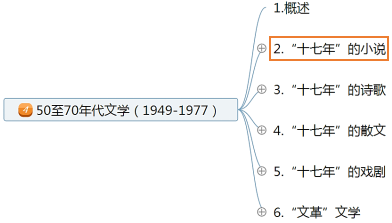 1.概述
2.“十七年”的小说
3.“十七年”的诗歌
50至70年代文学（1949-1977）
4.“十七年”的散文
5.“十七年”的戏剧
6.“文革”文学